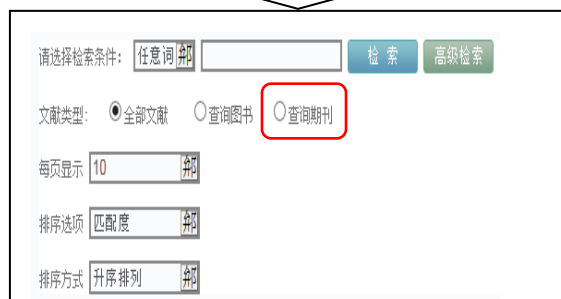 请选择检索条件: 任意词 检 索 高级检索
文献类型: 全部文献 查询图书 查询期刊
每页显示 10
排序选项 匹配度
排序方式 升序排列